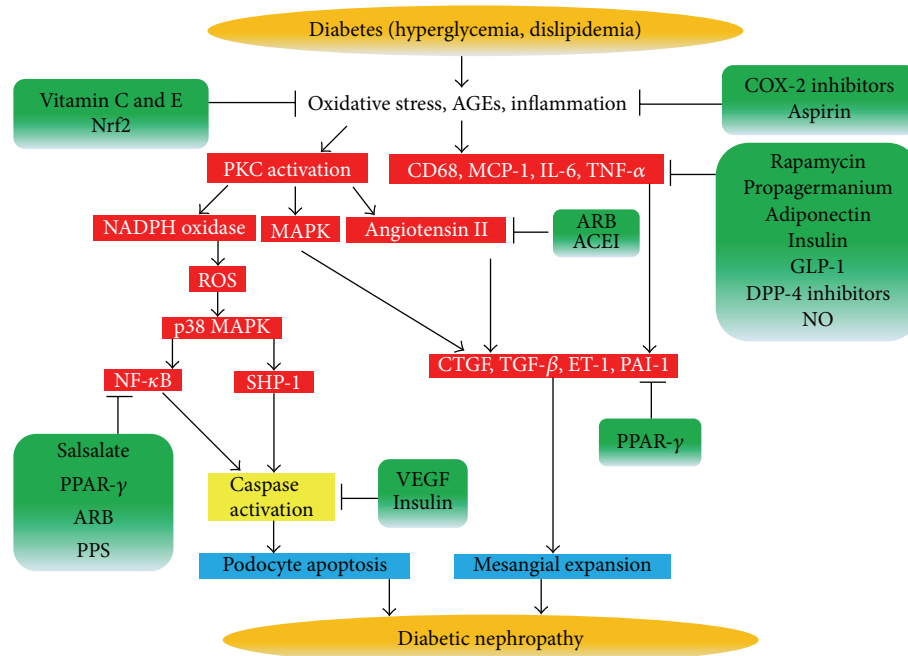 Diabetes (hyperglycemia, dislipidemia)
Vitamin C and E
Nrf2
Oxidative stress, AGEs, inflammation
COX-2 inhibitors
Aspirin
PKC activation
CD68, MCP-1, IL-6, TNF-α
Rapamycin
Propagermanium
Adiponectin
Insulin
GLP-1
DPP-4 inhibitors
NO
NADPH oxidase
MAPK
Angiotensin II
ARB
ACEI
ROS
p38 MAPK
NF-κB
SHP-1
CTGF, TGF-β, ET-1, PAI-1
Salsalate
PPAR-γ
ARB
PPS
Caspase
activation
VEGF
Insulin
PPAR-γ
Podocyte apoptosis
Mesangial expansion
Diabetic nephropathy